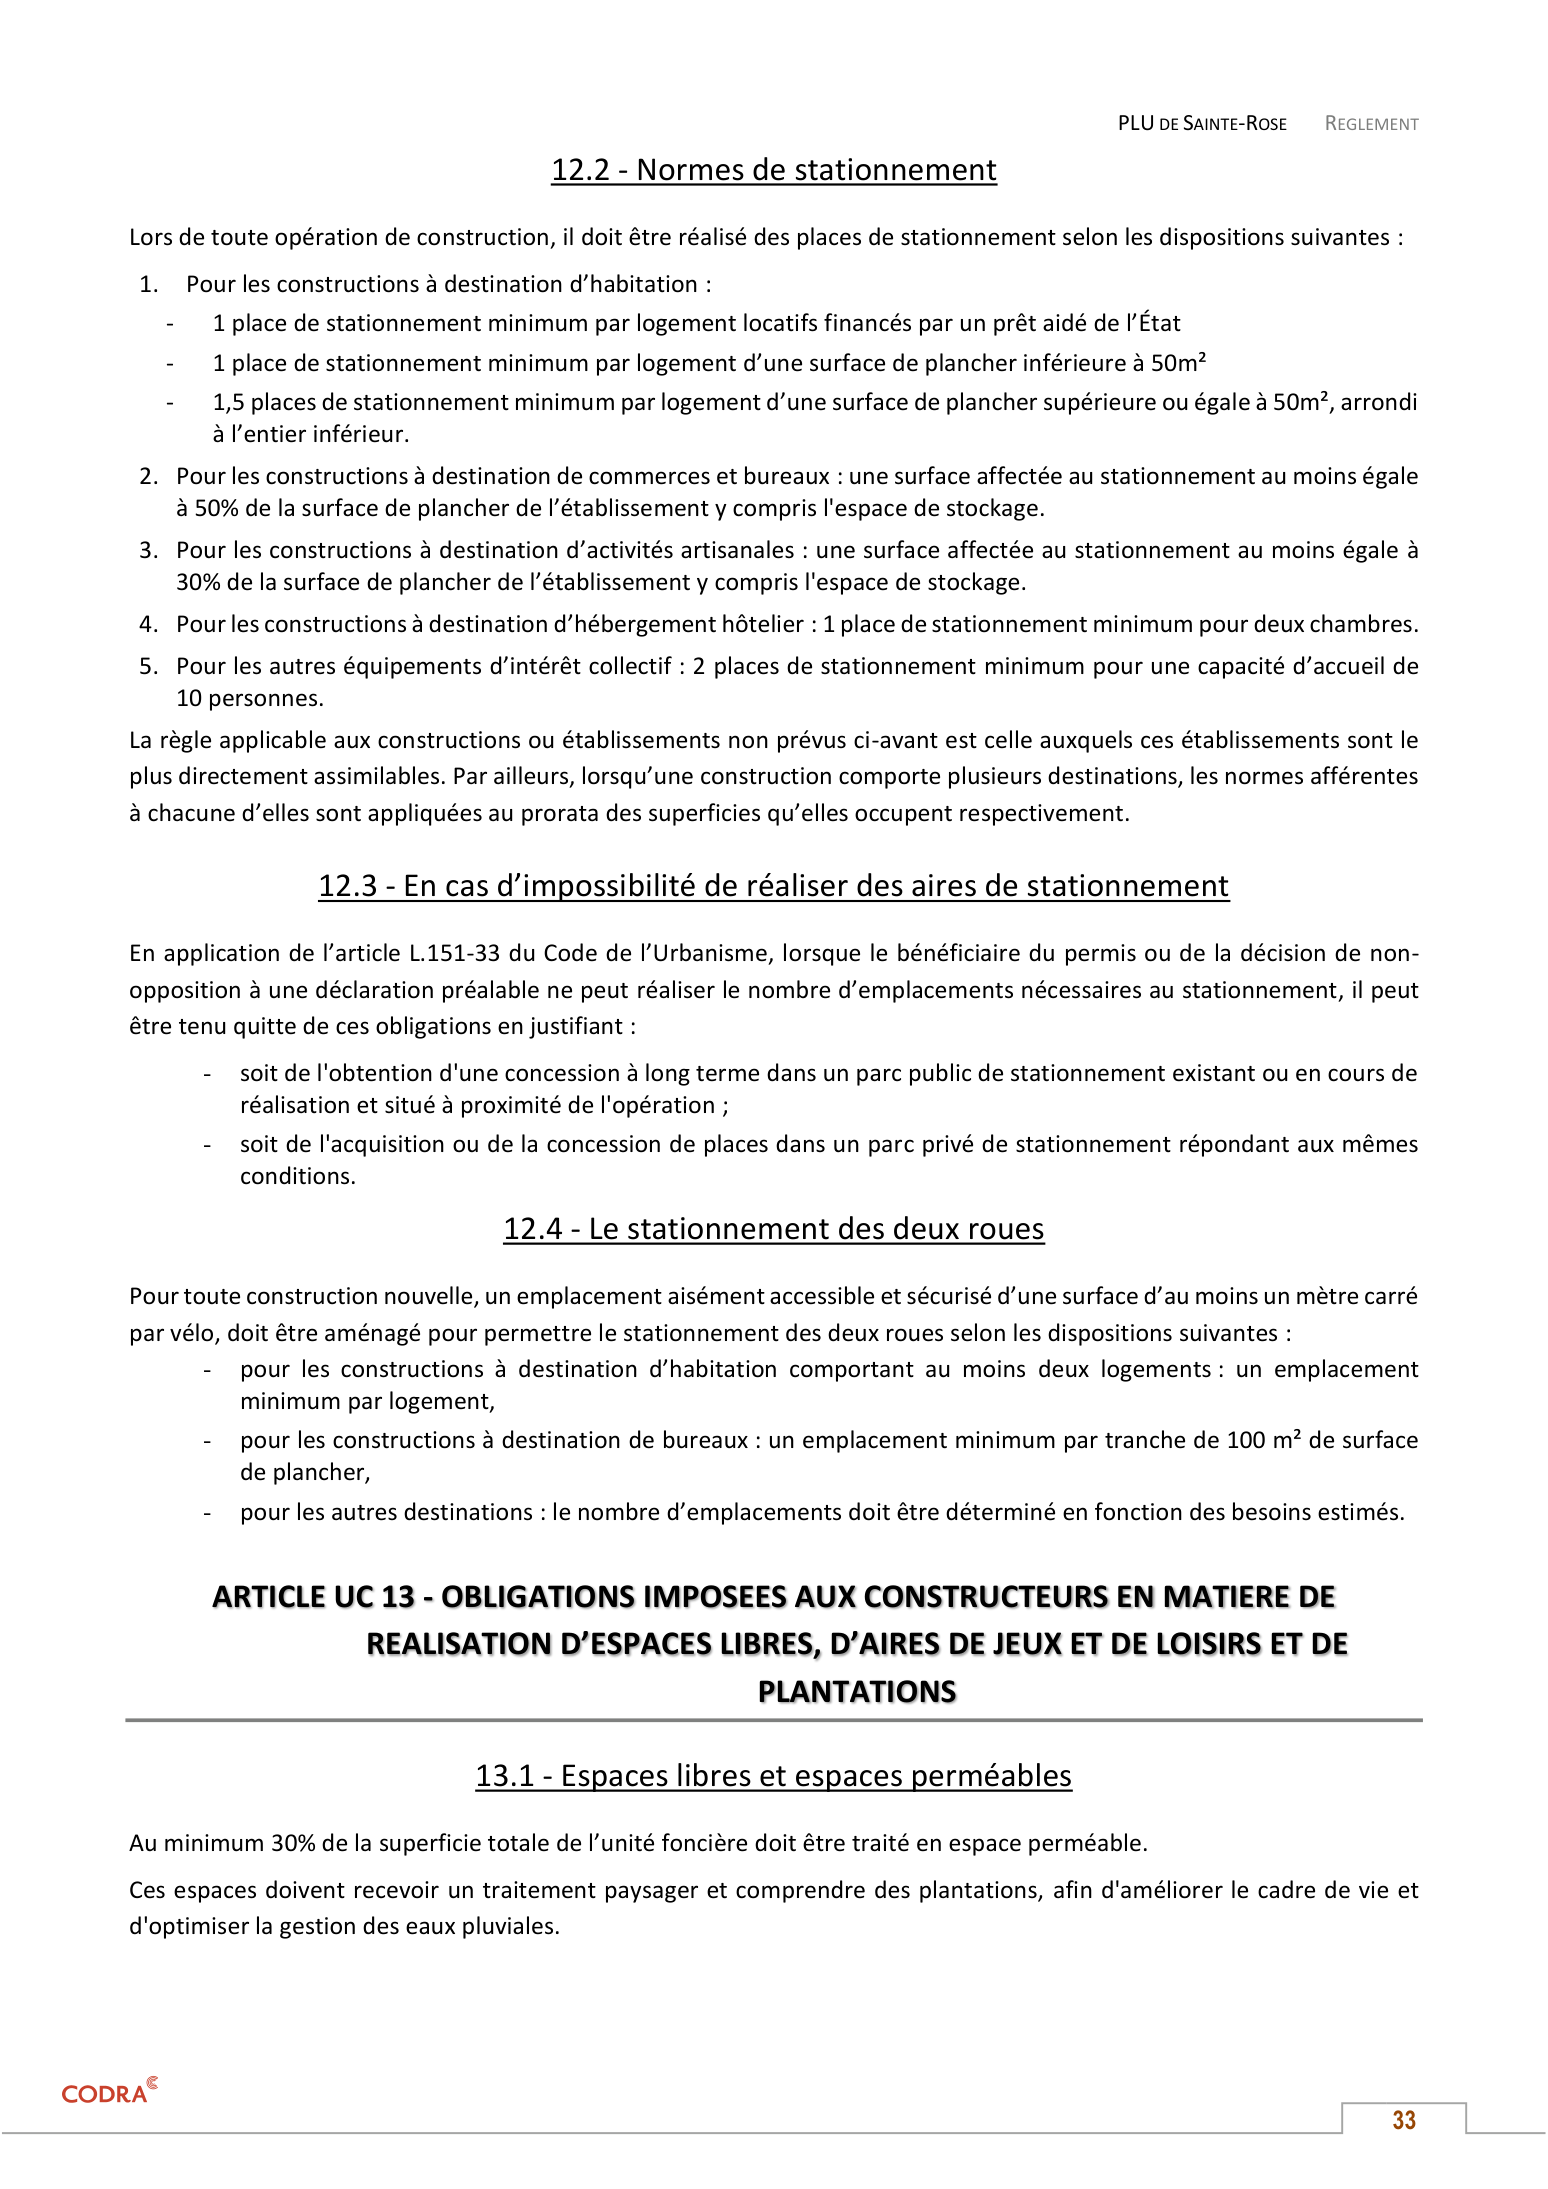 PLU DE SAINTE-ROSE REGLEMENT
12.2 - Normes de stationnement
Lors de toute opération de construction, il doit être réalisé des places de stationnement selon les dispositions suivantes :
1. Pour les constructions à destination d’habitation :
- 1 place de stationnement minimum par logement locatifs financés par un prêt aidé de l’État
- 1 place de stationnement minimum par logement d’une surface de plancher inférieure à 50m²
- 1,5 places de stationnement minimum par logement d’une surface de plancher supérieure ou égale à 50m², arrondi
à l’entier inférieur.
2. Pour les constructions à destination de commerces et bureaux : une surface affectée au stationnement au moins égale
à 50% de la surface de plancher de l’établissement y compris l'espace de stockage.
3. Pour les constructions à destination d’activités artisanales : une surface affectée au stationnement au moins égale à
30% de la surface de plancher de l’établissement y compris l'espace de stockage.
4. Pour les constructions à destination d’hébergement hôtelier : 1 place de stationnement minimum pour deux chambres.
5. Pour les autres équipements d’intérêt collectif : 2 places de stationnement minimum pour une capacité d’accueil de
10 personnes.
La règle applicable aux constructions ou établissements non prévus ci-avant est celle auxquels ces établissements sont le
plus directement assimilables. Par ailleurs, lorsqu’une construction comporte plusieurs destinations, les normes afférentes
à chacune d’elles sont appliquées au prorata des superficies qu’elles occupent respectivement.
12.3 - En cas d’impossibilité de réaliser des aires de stationnement
En application de l’article L.151-33 du Code de l’Urbanisme, lorsque le bénéficiaire du permis ou de la décision de non-
opposition à une déclaration préalable ne peut réaliser le nombre d’emplacements nécessaires au stationnement, il peut
être tenu quitte de ces obligations en justifiant :
- soit de l'obtention d'une concession à long terme dans un parc public de stationnement existant ou en cours de
réalisation et situé à proximité de l'opération ;
- soit de l'acquisition ou de la concession de places dans un parc privé de stationnement répondant aux mêmes
conditions.
12.4 - Le stationnement des deux roues
Pour toute construction nouvelle, un emplacement aisément accessible et sécurisé d’une surface d’au moins un mètre carré
par vélo, doit être aménagé pour permettre le stationnement des deux roues selon les dispositions suivantes :
- pour les constructions à destination d’habitation comportant au moins deux logements : un emplacement
minimum par logement,
- pour les constructions à destination de bureaux : un emplacement minimum par tranche de 100 m² de surface
de plancher,
- pour les autres destinations : le nombre d’emplacements doit être déterminé en fonction des besoins estimés.
ARTICLE UC 13 - OBLIGATIONS IMPOSEES AUX CONSTRUCTEURS EN MATIERE DE
REALISATION D’ESPACES LIBRES, D’AIRES DE JEUX ET DE LOISIRS ET DE
PLANTATIONS
13.1 - Espaces libres et espaces perméables
Au minimum 30% de la superficie totale de l’unité foncière doit être traité en espace perméable.
Ces espaces doivent recevoir un traitement paysager et comprendre des plantations, afin d'améliorer le cadre de vie et
d'optimiser la gestion des eaux pluviales.
CODRA
33